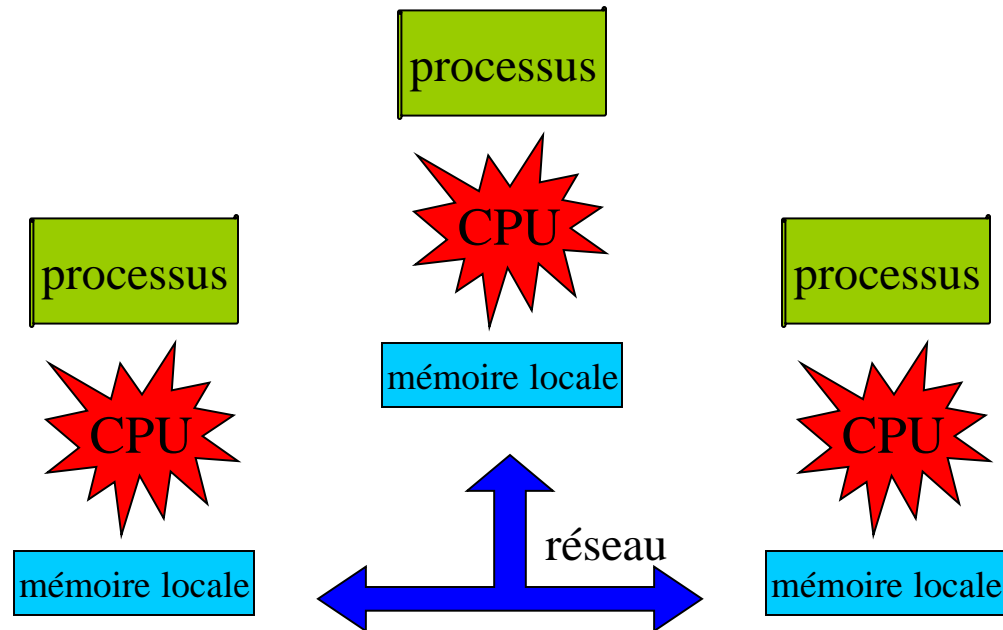 processus
CPU
mémoire locale
processus
CPU
mémoire locale
processus
CPU
mémoire locale
réseau